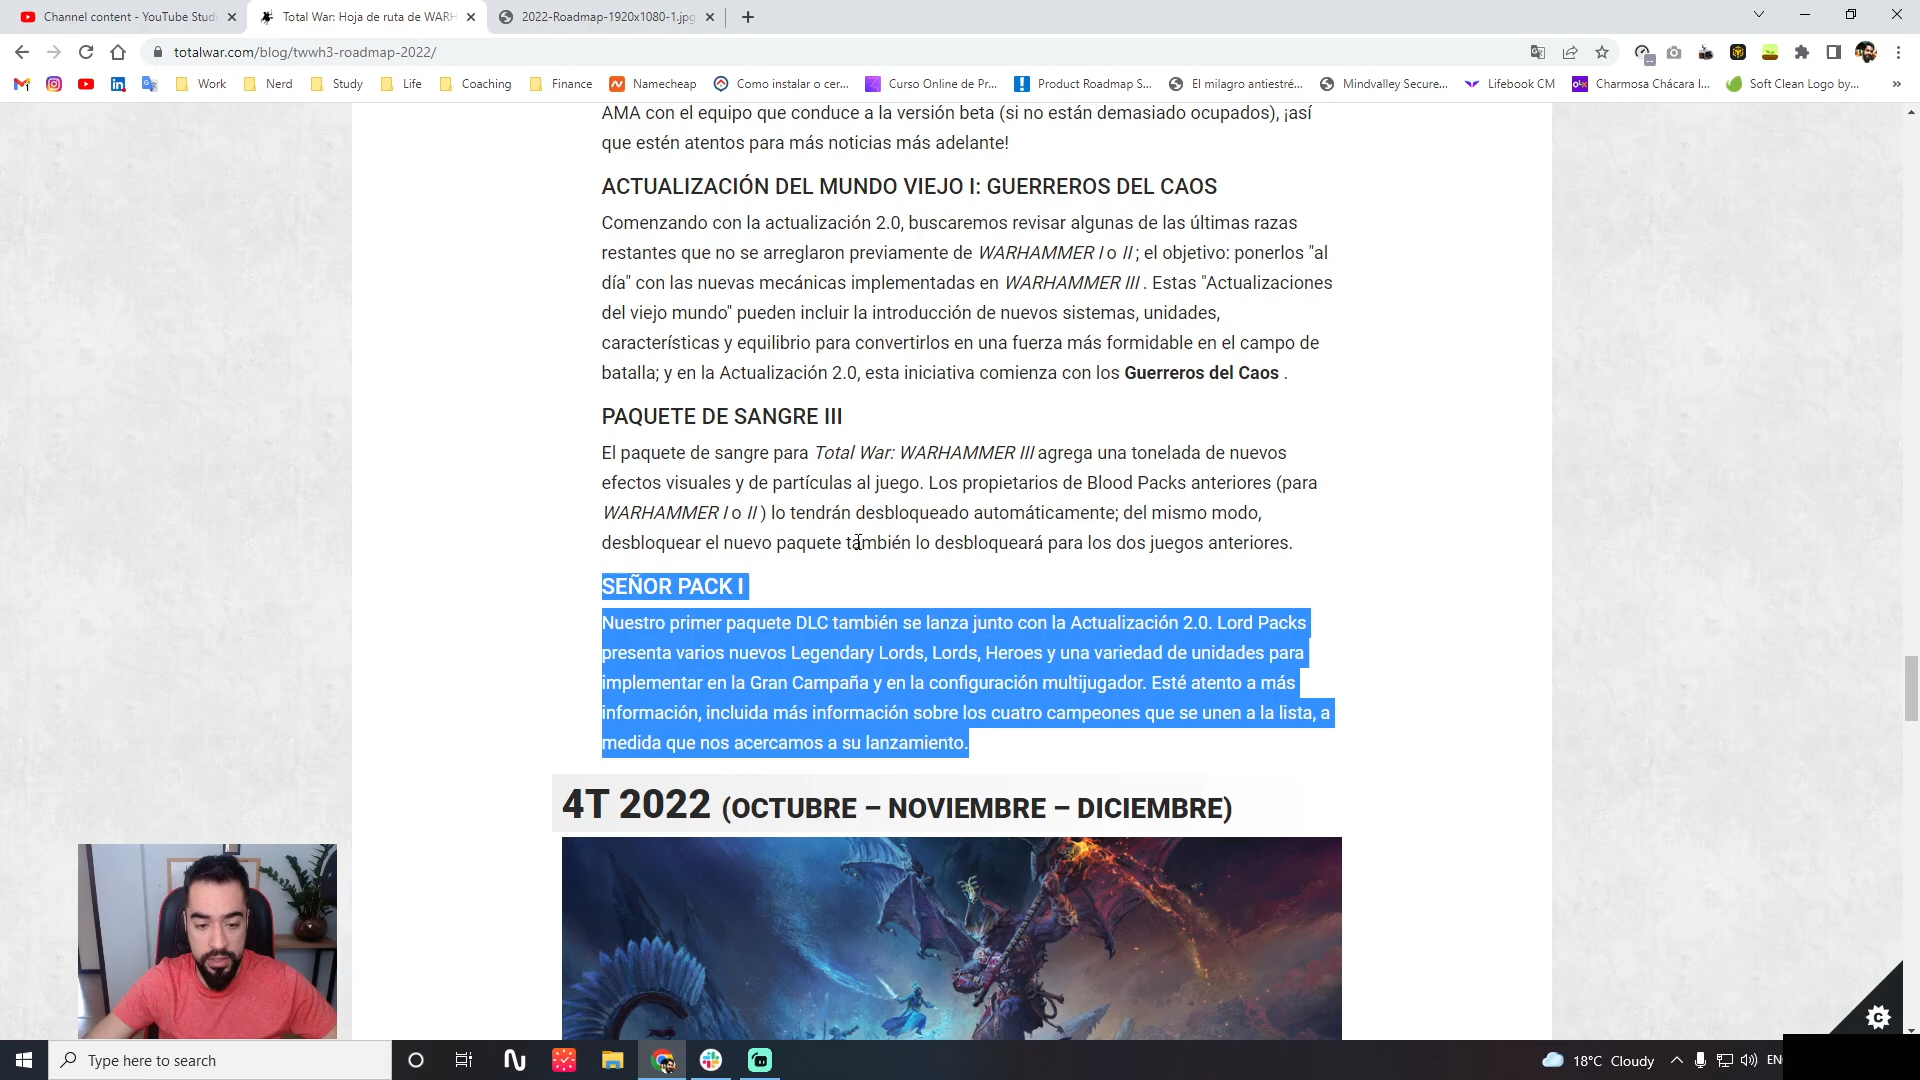 Channel content - YouTube Studi
Total War: Hoja de ruta de WARH
2022-Roadmap-1920x1080-1.jpg
totalwar.com/blog/twwh3-roadmap-2022/
Work
Nerd
Study
Life
Coaching
Finance
Namecheap
Como instalar o cer...
Curso Online de Pr...
Product Roadmap S...
El milagro antiestré...
Mindvalley Secure...
Lifebook CM
Charmosa Chácara I...
Soft Clean Logo by...
AMA con el equipo que conduce a la versión beta (si no están demasiado ocupados), ¡así
que estén atentos para más noticias más adelante!
ACTUALIZACIÓN DEL MUNDO VIEJO I: GUERREROS DEL CAOS
Comenzando con la actualización 2.0, buscaremos revisar algunas de las últimas razas
restantes que no se arreglaron previamente de WARHAMMER I o II ; el objetivo: ponerlos "al
día" con las nuevas mecánicas implementadas en WARHAMMER III . Estas "Actualizaciones
del viejo mundo" pueden incluir la introducción de nuevos sistemas, unidades,
características y equilibrio para convertirlos en una fuerza más formidable en el campo de
batalla; y en la Actualización 2.0, esta iniciativa comienza con los Guerreros del Caos .
PAQUETE DE SANGRE III
El paquete de sangre para Total War: WARHAMMER III agrega una tonelada de nuevos
efectos visuales y de partículas al juego. Los propietarios de Blood Packs anteriores (para
WARHAMMER I o II ) lo tendrán desbloqueado automáticamente; del mismo modo,
desbloquear el nuevo paquete también lo desbloqueará para los dos juegos anteriores.
SEÑOR PACK I
Nuestro primer paquete DLC también se lanza junto con la Actualización 2.0. Lord Packs
presenta varios nuevos Legendary Lords, Lords, Heroes y una variedad de unidades para
implementar en la Gran Campaña y en la configuración multijugador. Esté atento a más
información, incluida más información sobre los cuatro campeones que se unen a la lista, a
medida que nos acercamos a su lanzamiento.
4T 2022 (OCTUBRE – NOVIEMBRE – DICIEMBRE)
Type here to search
18°C Cloudy
EN